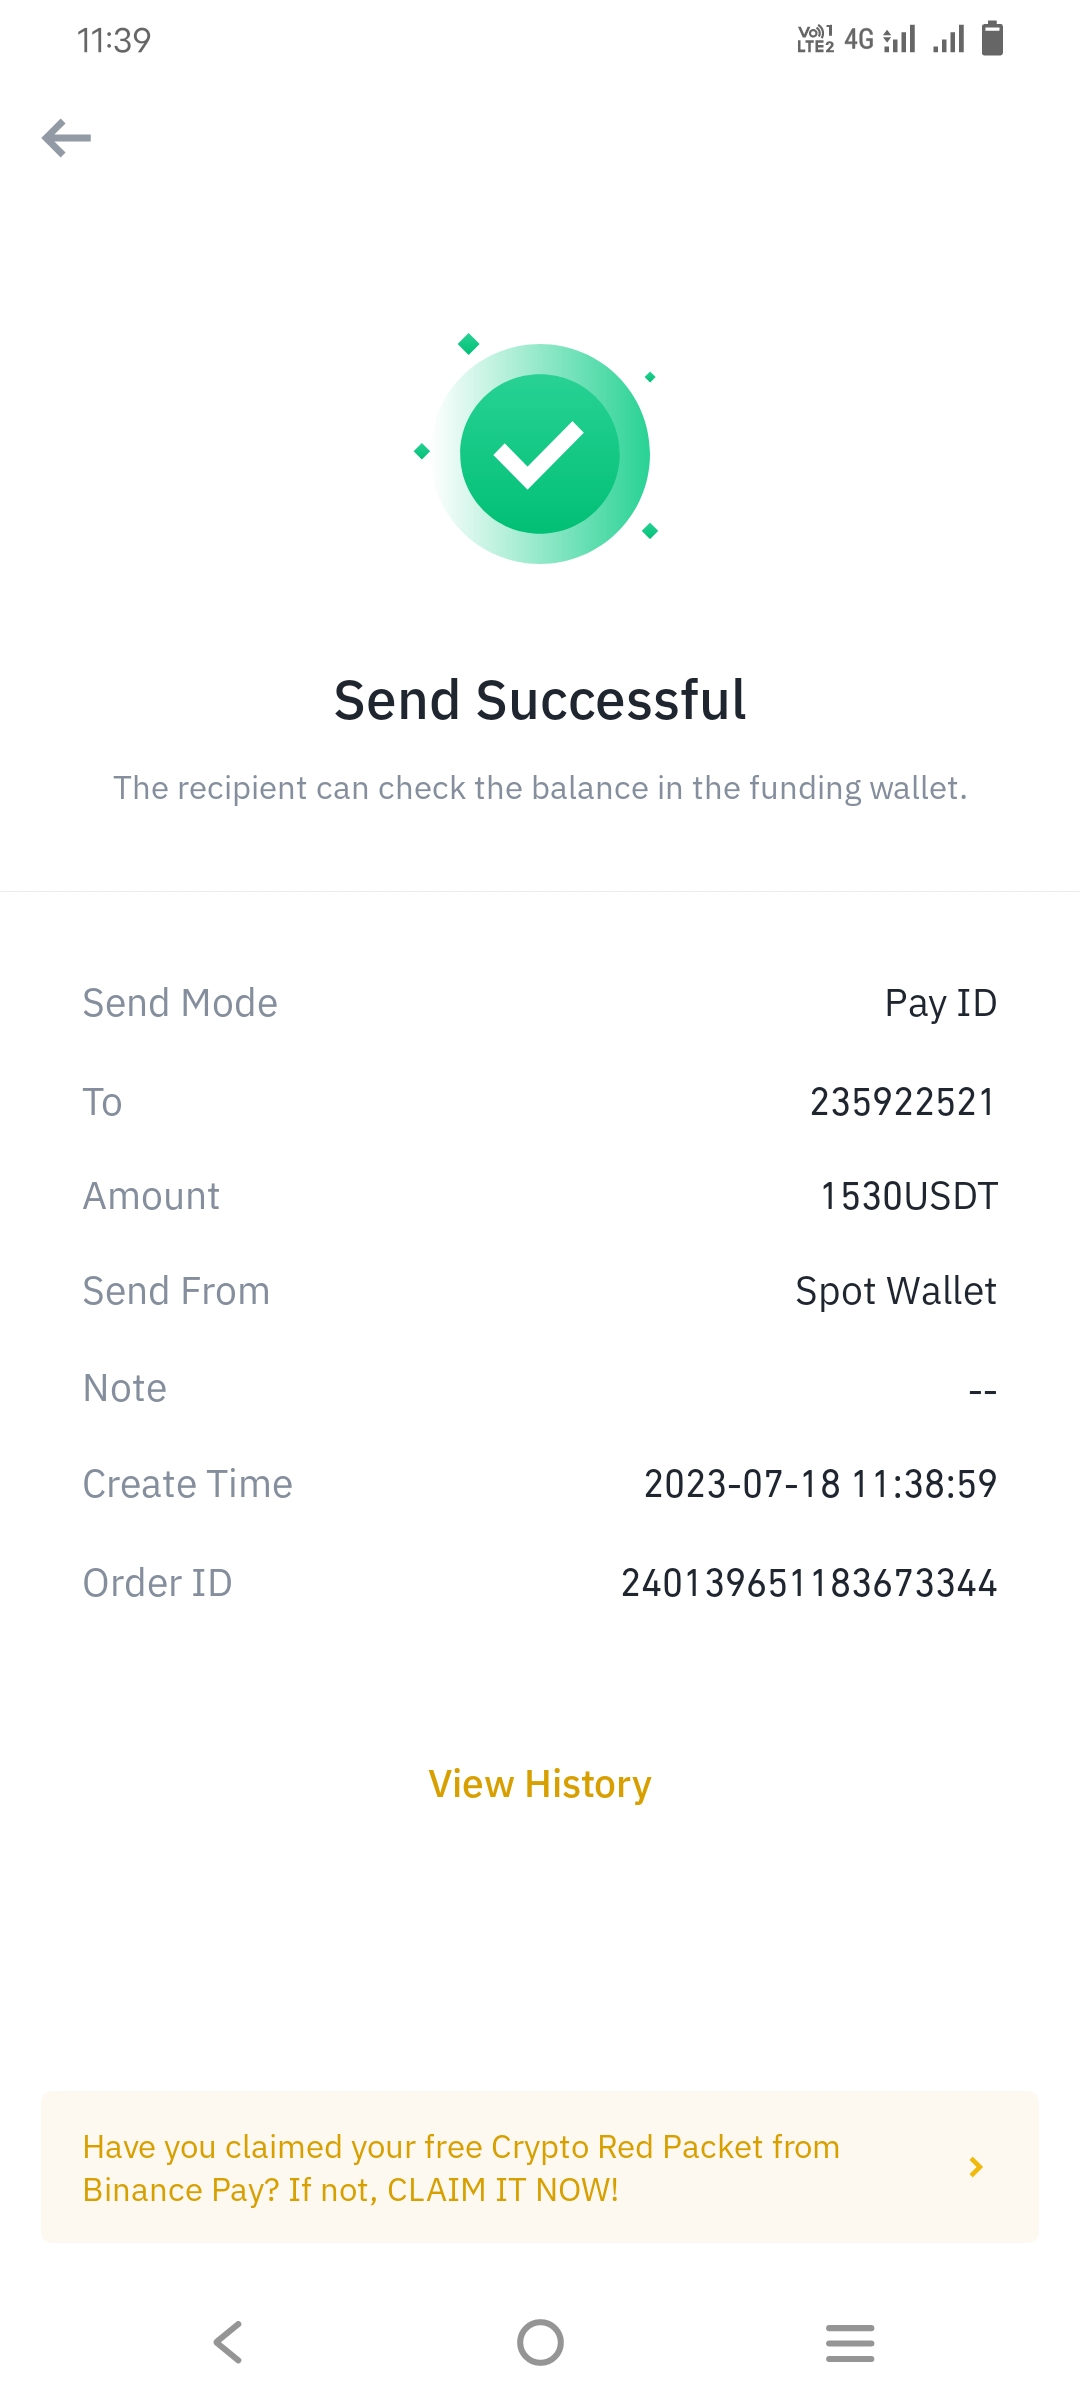 11:39
Vo)) 1
LTE2 4G
Send Successful
The recipient can check the balance in the funding wallet.
Send Mode Pay ID
To 235922521
Amount 1530USDT
Send From Spot Wallet
Note --
Create Time 2023-07-18 11:38:59
Order ID 240139651183673344
View History
Have you claimed your free Crypto Red Packet from
Binance Pay? If not, CLAIM IT NOW!